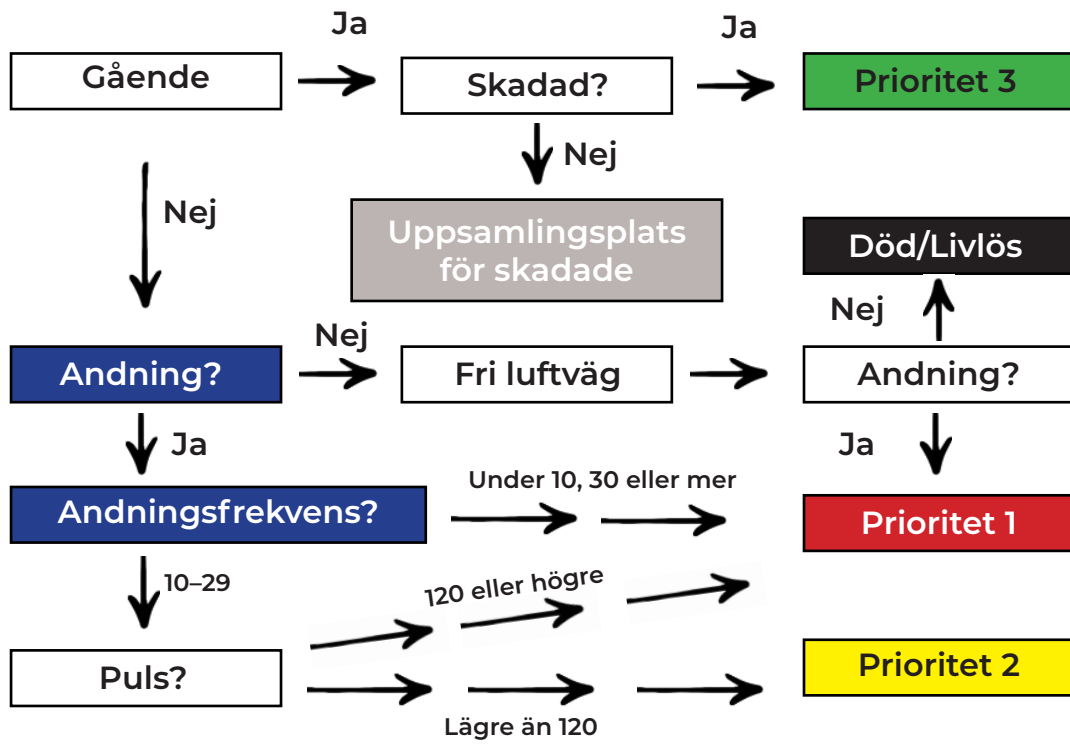 Ja
Ja
Gående
Skadad?
Prioritet 3
Nej
Nej
Uppsamlingsplats
för skadade
Död/Livlös
Nej
Nej
Andning?
Fri luftväg
Andning?
Ja
Ja
Under 10, 30 eller mer
Andningsfrekvens?
Prioritet 1
10–29
120 eller högre
Puls?
Prioritet 2
Lägre än 120